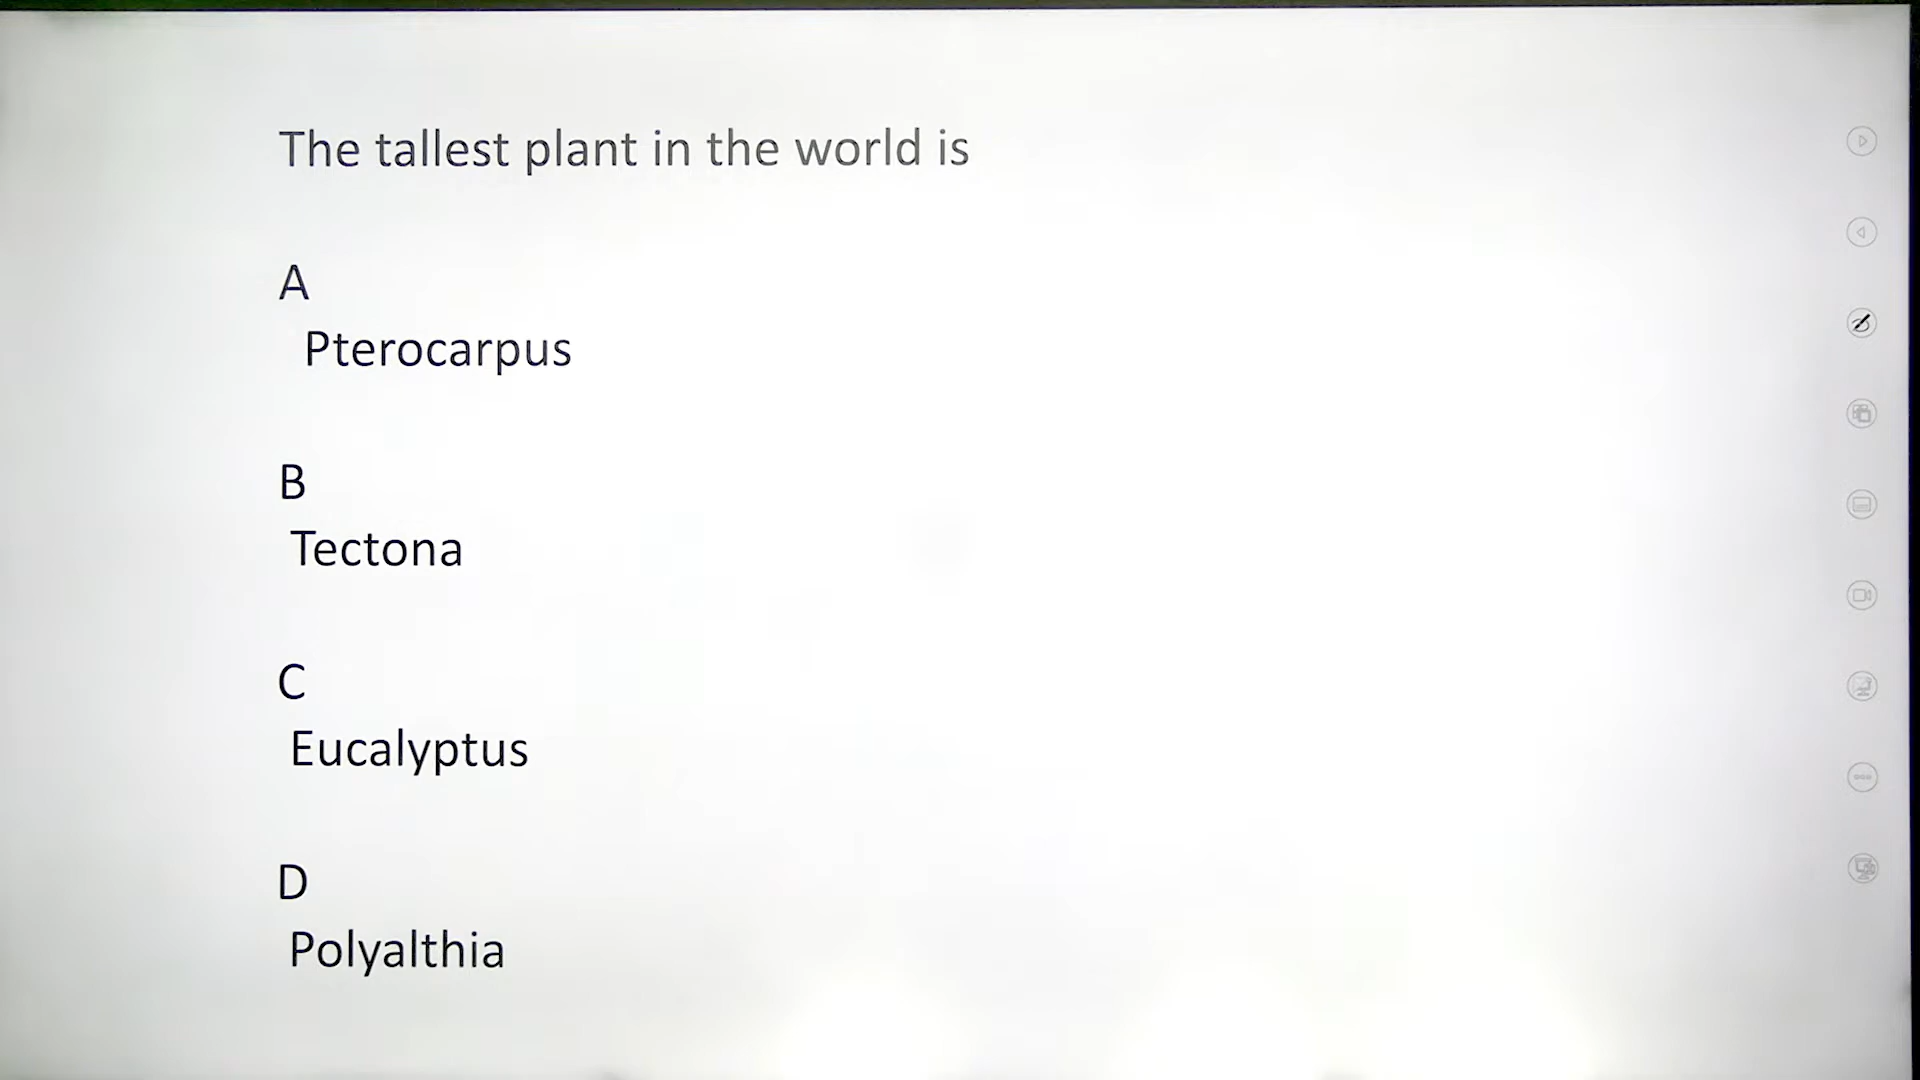 The tallest plant in the world is
A
Pterocarpus
B
Tectona
C
Eucalyptus
D
Polyalthia